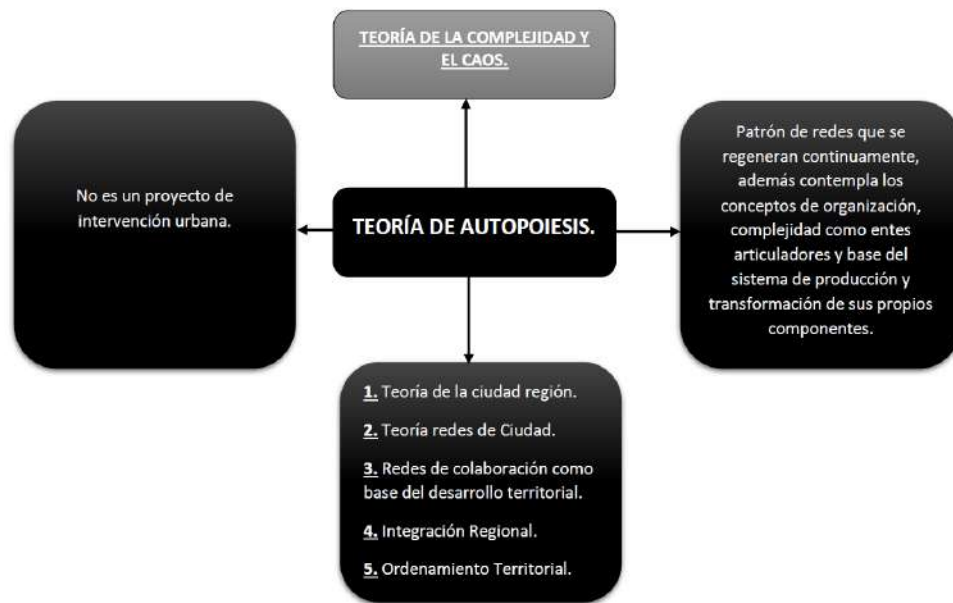 TEORÍA DE LA COMPLEJIDAD Y
EL CAOS.
No es un proyecto de
intervención urbana.
TEORÍA DE AUTOPOIESIS.
Patrón de redes que se
regeneran continuamente,
además contempla los
conceptos de organización,
complejidad como entes
articuladores y base del
sistema de producción y
transformación de sus propios
componentes.
1. Teoría de la ciudad región.
2. Teoría redes de Ciudad.
3. Redes de colaboración como
base del desarrollo territorial.
4. Integración Regional.
5. Ordenamiento Territorial.